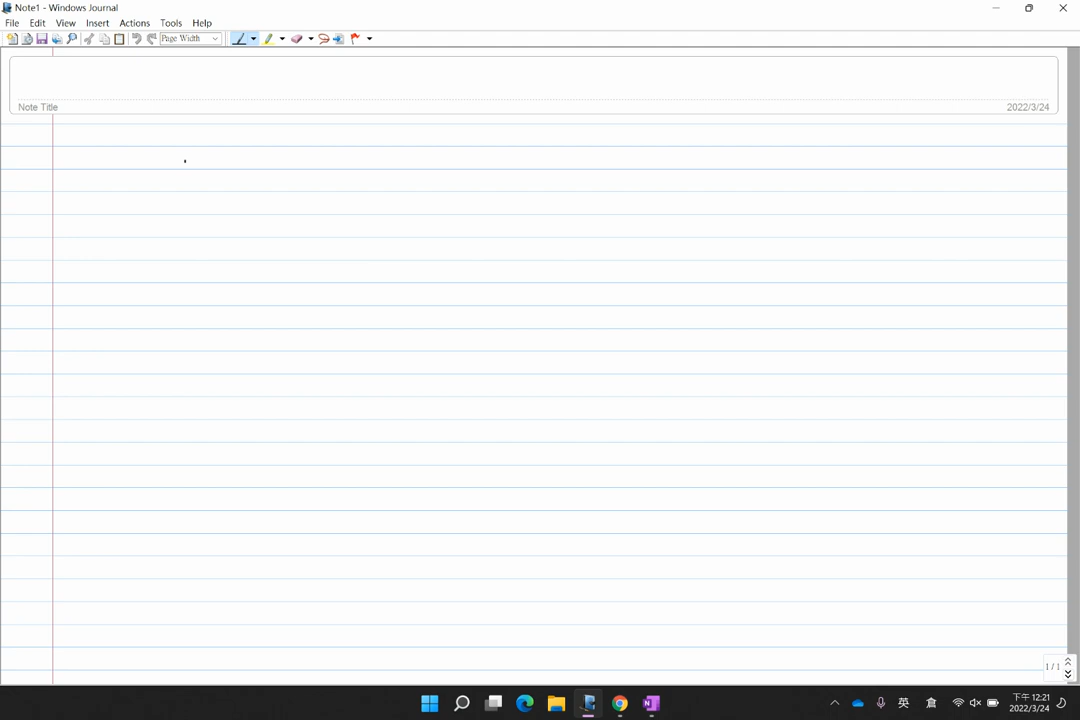 Note1 - Windows Journal
File Edit View Insert Actions Tools Help
Page Width
Note Title 2022/3/24
1 / 1
英 倉 下午 12:21
2022/3/24